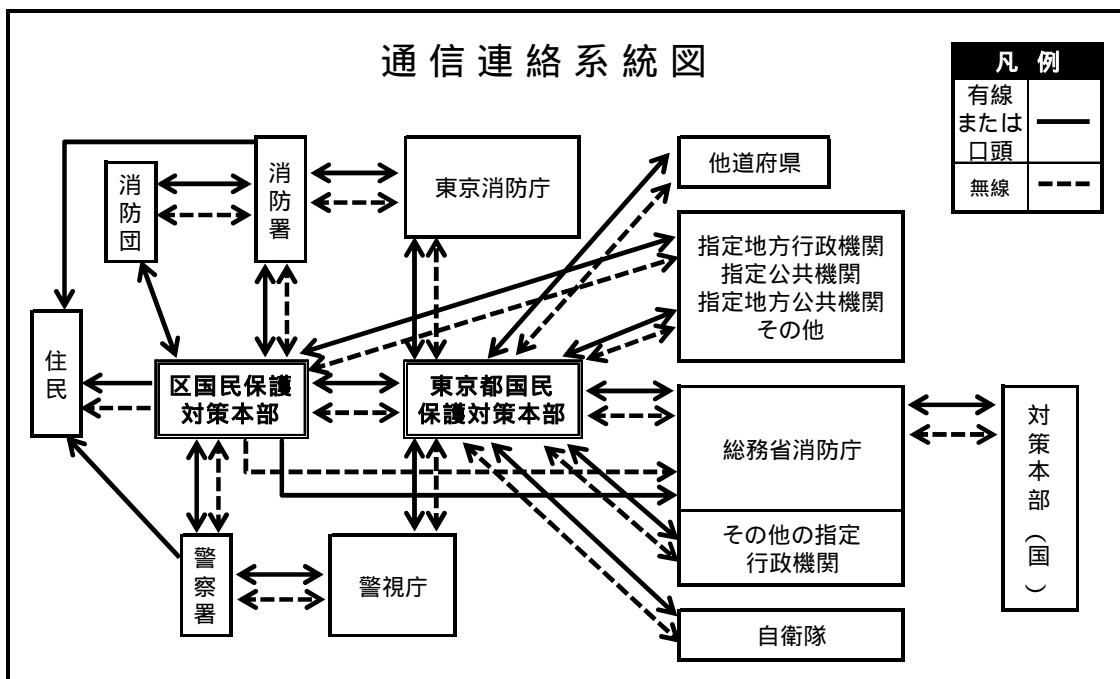 通信連絡系統図
凡例
有線
または
口頭
無線
消防団
消防署
東京消防庁
他道府県
指定地方行政機関
指定公共機関
指定地方公共機関
その他
住民
区国民保護
対策本部
東京都国民
保護対策本部
総務省消防庁
対策本部（国）
その他の指定
行政機関
警察署
警視庁
自衛隊